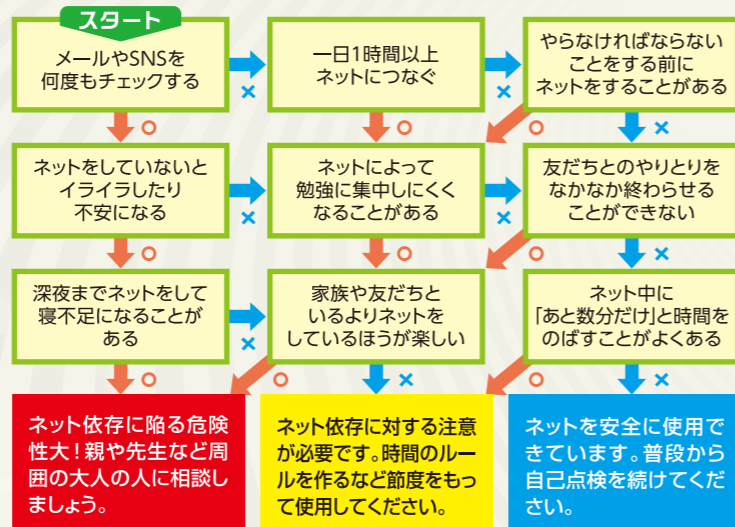 スタート
メールやSNSを
何度もチェックする
×
一日1時間以上
ネットにつなぐ
×
やらなければならない
ことをする前に
ネットをすることがある
○
○
○
×
ネットをしていないと
イライラしたり
不安になる
×
ネットによって
勉強に集中しにくく
なることがある
×
友だちとのやりとりを
なかなか終わらせる
ことができない
○
○
○
×
深夜までネットをして
寝不足になることが
ある
×
家族や友だちと
いるよりネットを
しているほうが楽しい
ネット中に
「あと数分だけ」と時間を
のばすことがよくある
○
○
×
○
×
ネット依存に陥る危険
性大！親や先生など周
囲の大人の人に相談し
ましょう。
ネット依存に対する注意
が必要です。時間のルー
ルを作るなど節度をもっ
て使用してください。
ネットを安全に使用で
きています。普段から
自己点検を続けてくだ
さい。